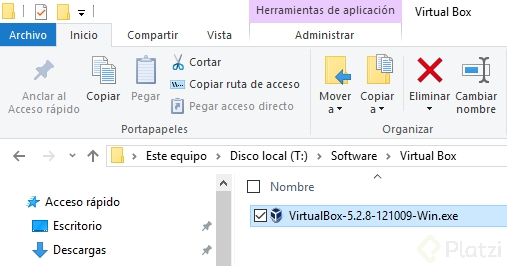 Herramientas de aplicación Virtual Box
Archivo Inicio Compartir Vista Administrar
Anclar al
Acceso rápido
Copiar
Pegar
Cortar
Copiar ruta de acceso
Pegar acceso directo
Mover
a
Copiar
a
Eliminar
Cambiar
nombre
Portapapeles Organizar
Este equipo Disco local (T:) Software Virtual Box
Acceso rápido
Escritorio
Descargas
Nombre
VirtualBox-5.2.8-121009-Win.exe
Platzi